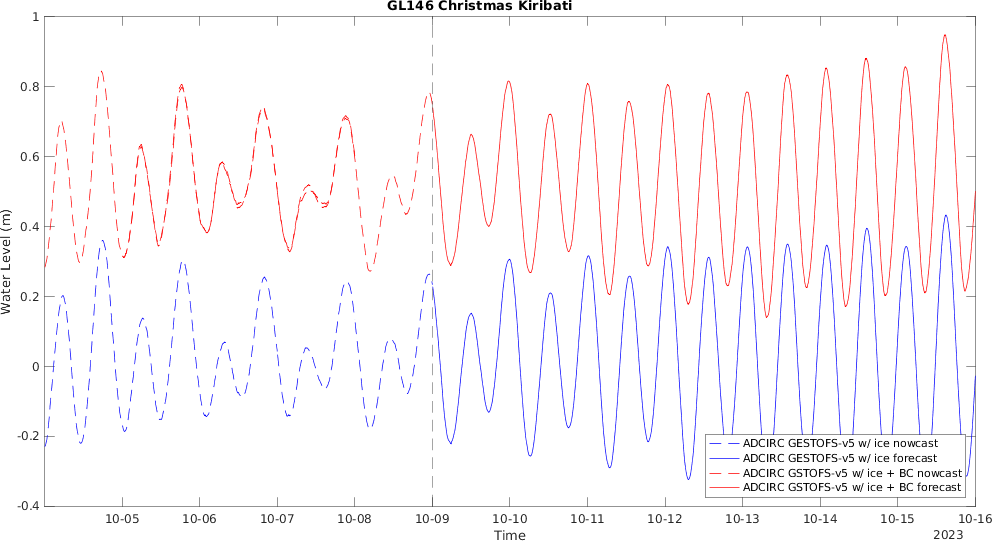 GL146 Christmas Kiribati
1
0.8
0.6
0.4
0.2
0
-0.2
-0.4
Water Level (m)
ADCIRC GESTOFS-v5 w/ ice nowcast
ADCIRC GESTOFS-v5 w/ ice forecast
ADCIRC GSTOFS-v5 w/ ice + BC nowcast
ADCIRC GSTOFS-v5 w/ ice + BC forecast
10-05 10-06 10-07 10-08 10-09 10-10 10-11 10-12 10-13 10-14 10-15 10-16
Time
2023